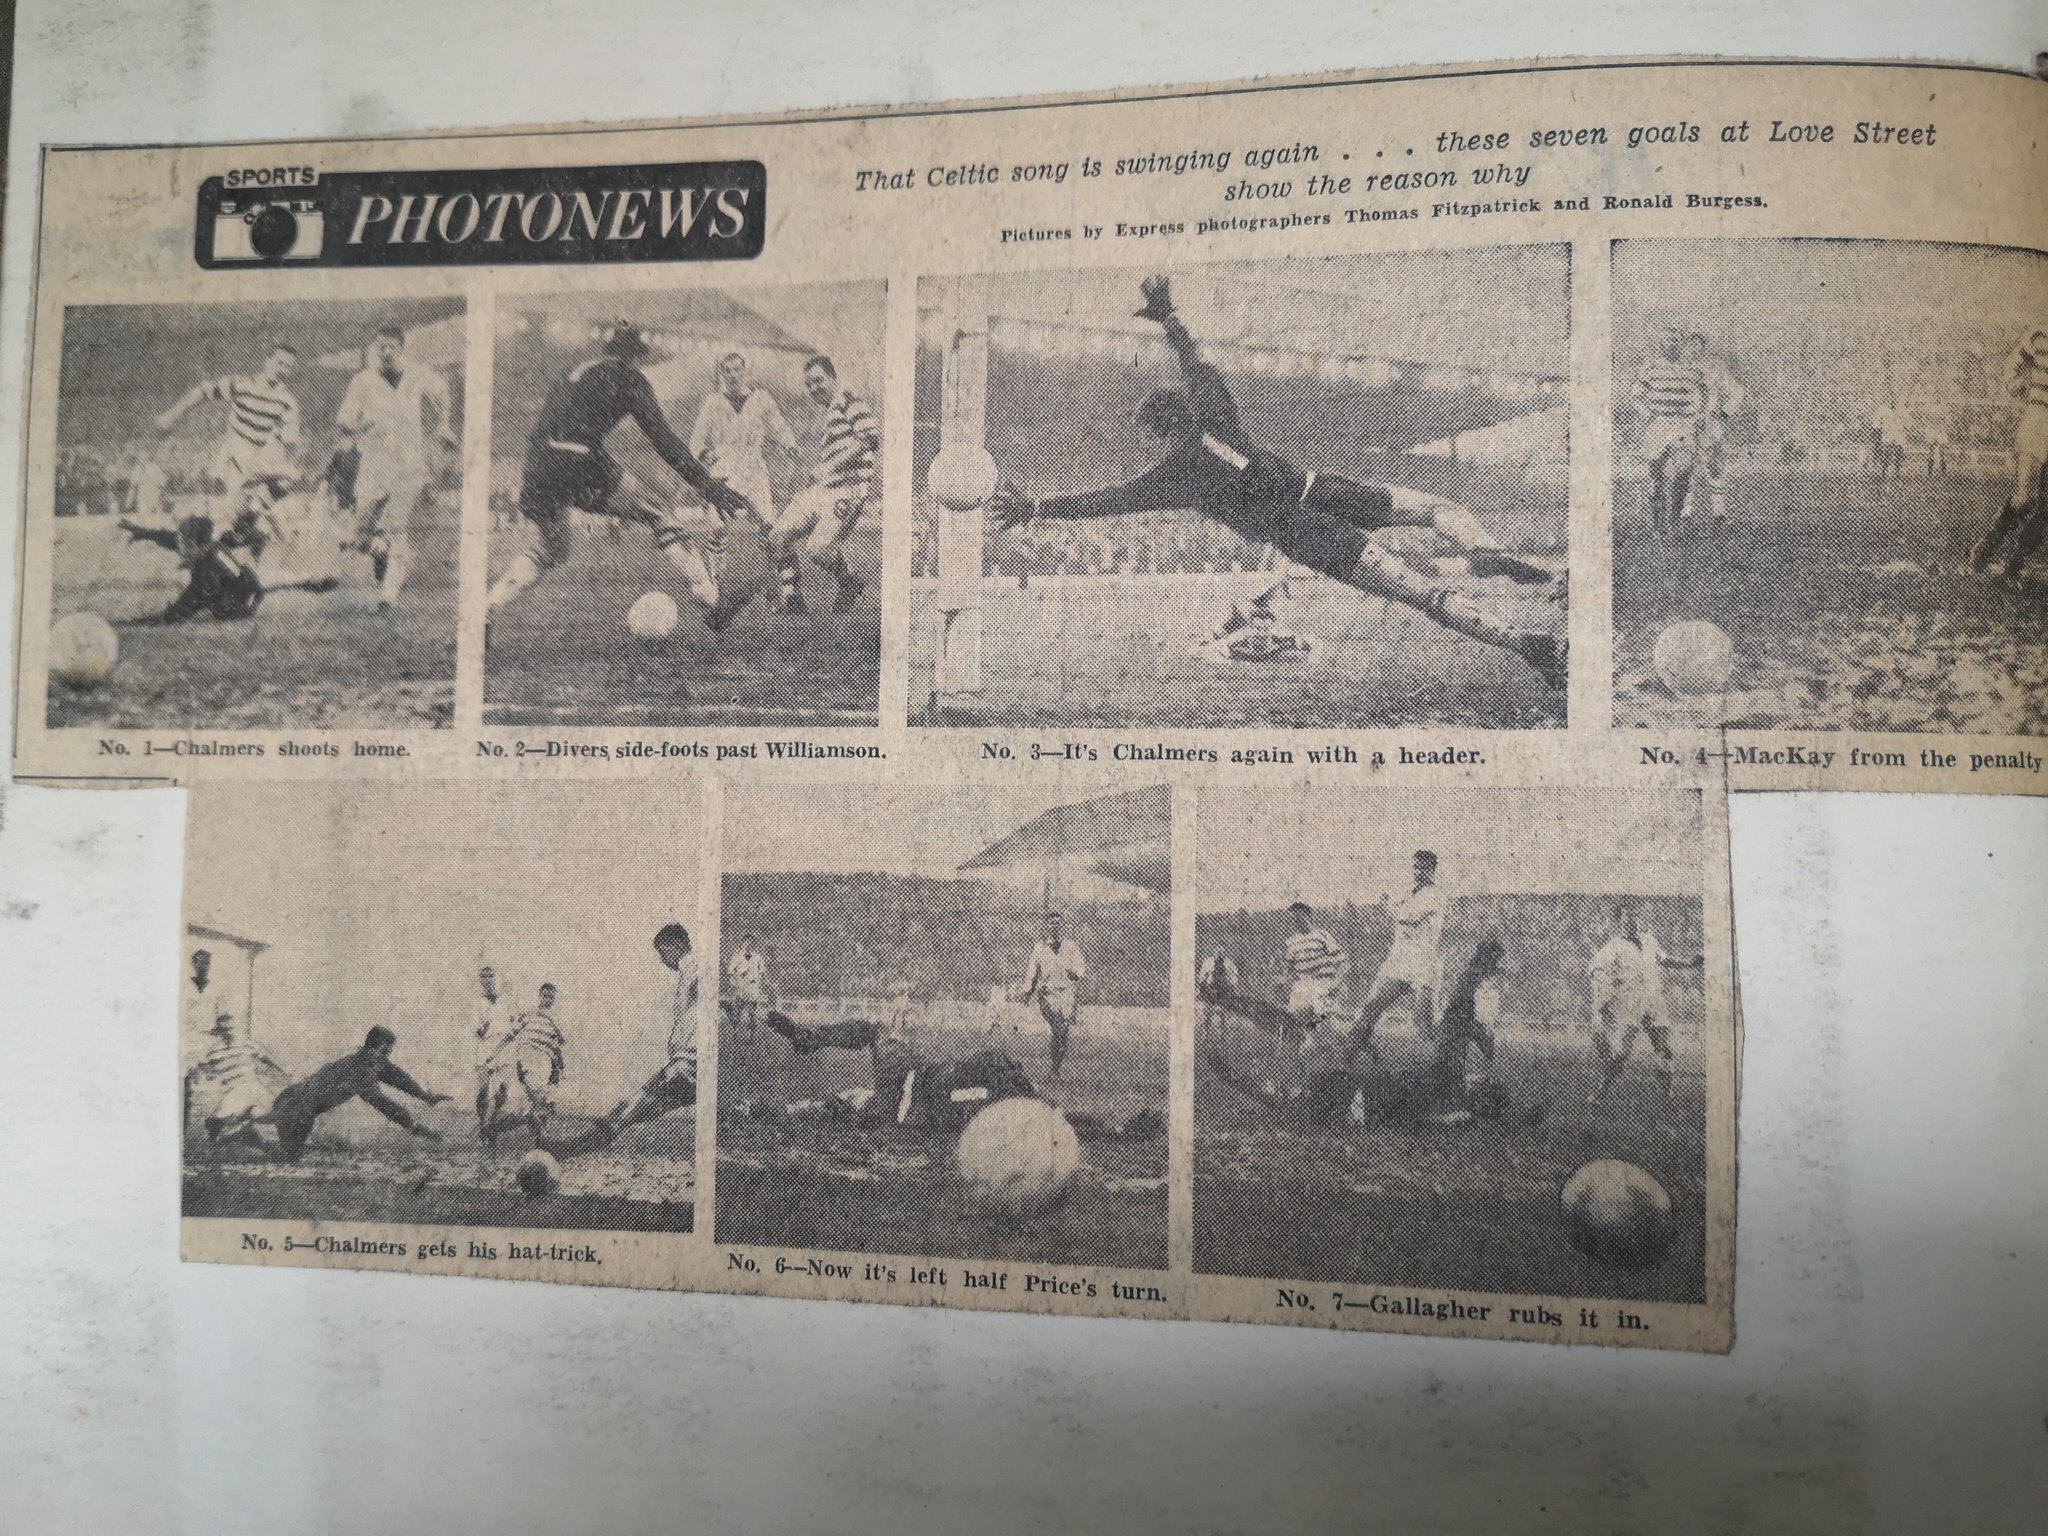 SPORTS
PHOTONEWS
That Celtic song is swinging again . . . these seven goals at Love Street
show the reason why
Pictures by Express photographers Thomas Fitzpatrick and Ronald Burgess.
No. 1—Chalmers shoots home.
No. 2—Divers side-foots past Williamson.
No. 3—It's Chalmers again with a header.
No. 4—MacKay from the penalty
No. 5—Chalmers gets his hat-trick.
No. 6—Now it's left half Price's turn.
No. 7—Gallagher rubs it in.